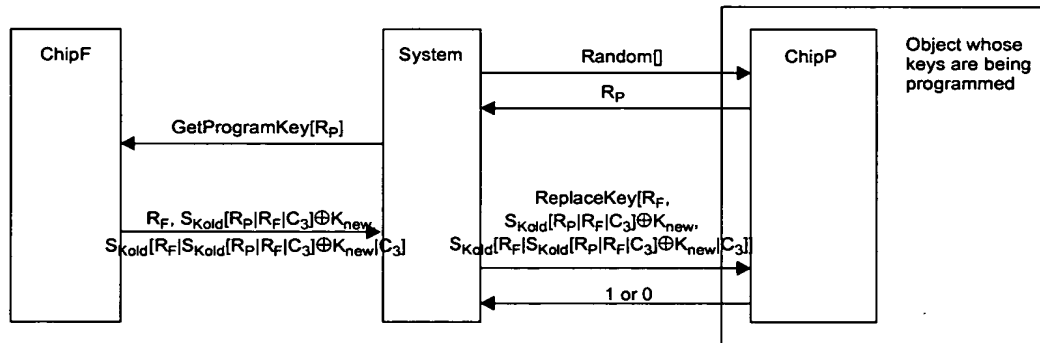 ChipF
System
ChipP
Object whose
keys are being
programmed
Random[]
R_P
GetProgramKey[R_P]
R_F, S_Kold[R_P|R_F|C_3]⊕K_new
S_Kold[R_F|S_Kold[R_P|R_F|C_3]⊕K_new|C_3]
ReplaceKey[R_F,
S_Kold[R_P|R_F|C_3]⊕K_new,
S_Kold[R_F|S_Kold[R_P|R_F|C_3]⊕K_new|C_3]]
1 or 0